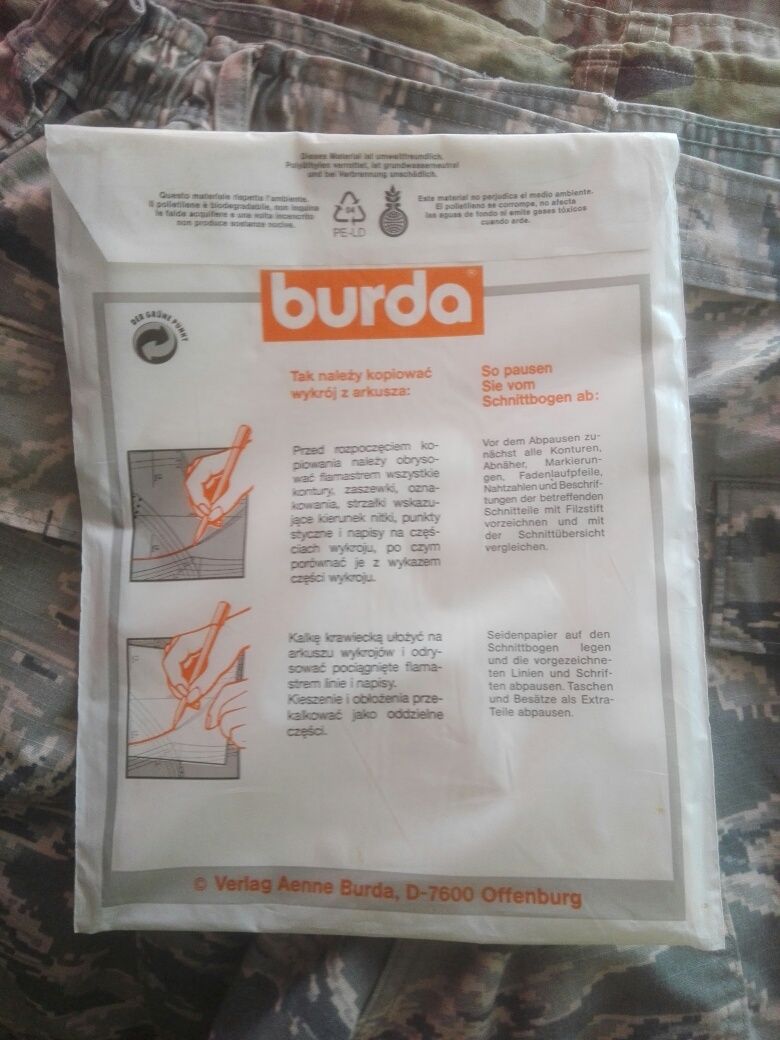 Dieses Material ist umweltfreundlich.
Polyäthylen verrottet, ist grundwasserneutral
und bei Verbrennung unschädlich.
Questo materiale rispetta l'ambiente.
Il polietilene è biodegradabile, non inquina
le falde acquifere e una volta incenerito
non produce sostanze nocive.
04
PE-LD
Este material no perjudica el medio ambiente.
El polietileno se corrompe, no afecta
las aguas de fondo ni emite gases tóxicos
cuando arde.
DER GRÜNE PUNKT
burda®
Tak należy kopiować
wykrój z arkusza:
Przed rozpoczęciem ko-
piowania należy obryso-
wać flamastrem wszystkie
kontury, zaszewki, ozna-
kowania, strzałki wskazu-
jące kierunek nitki, punkty
styczne i napisy na częś-
ciach wykroju, po czym
porównać je z wykazem
części wykroju.
Kalkę krawiecką ułożyć na
arkuszu wykrojów i odry-
sować pociągnięte flama-
strem linie i napisy.
Kieszenie i obłożenia prze-
kalkować jako oddzielne
części.
So pausen
Sie vom
Schnittbogen ab:
Vor dem Abpausen zu-
nächst alle Konturen,
Abnäher, Markierun-
gen, Fadenlaufpfeile,
Nahtzahlen und Beschrif-
tungen der betreffenden
Schnitteile mit Filzstift
vorzeichnen und mit
der Schnittübersicht
vergleichen.
Seidenpapier auf den
Schnittbogen legen
und die vorgezeichne-
ten Linien und Schrif-
ten abpausen. Taschen
und Besätze als Extra-
Teile abpausen.
© Verlag Aenne Burda, D-7600 Offenburg